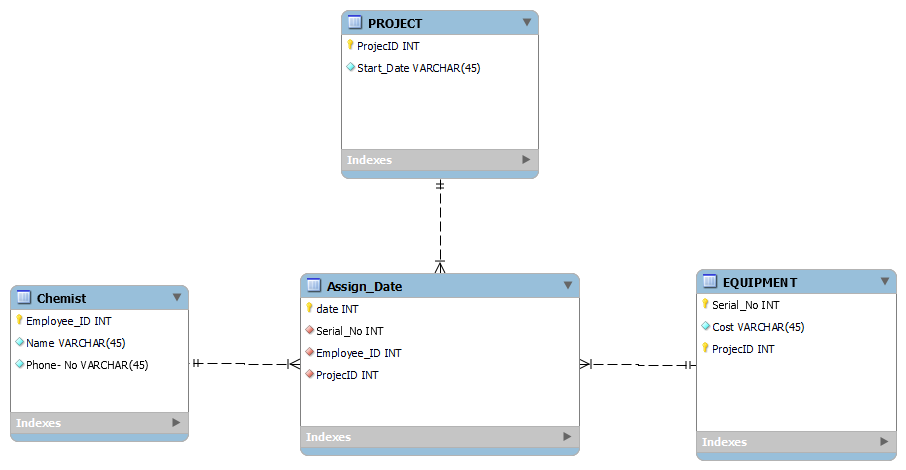 PROJECT
ProjecID INT
Start_Date VARCHAR(45)
Indexes
Chemist
Employee_ID INT
Name VARCHAR(45)
Phone- No VARCHAR(45)
Indexes
Assign_Date
date INT
Serial_No INT
Employee_ID INT
ProjecID INT
Indexes
EQUIPMENT
Serial_No INT
Cost VARCHAR(45)
ProjecID INT
Indexes